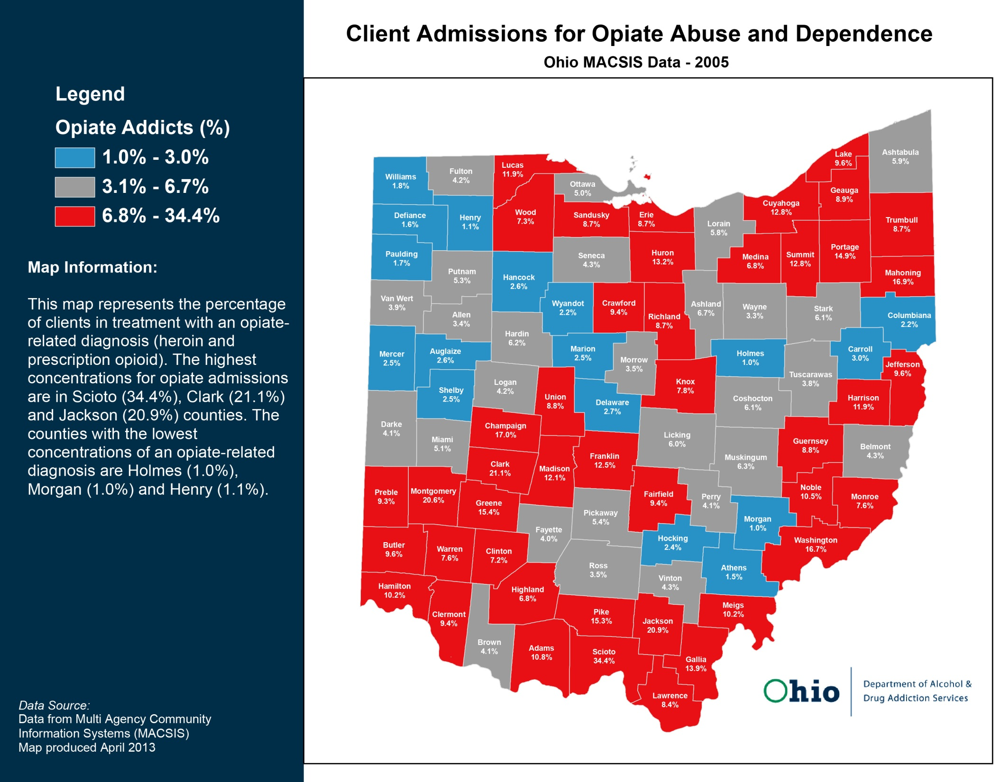 Client Admissions for Opiate Abuse and Dependence
Ohio MACSIS Data - 2005
Legend
Opiate Addicts (%)
1.0% - 3.0%
3.1% - 6.7%
6.8% - 34.4%
Map Information:
This map represents the percentage
of clients in treatment with an opiate-
related diagnosis (heroin and
prescription opioid). The highest
concentrations for opiate admissions
are in Scioto (34.4%), Clark (21.1%)
and Jackson (20.9%) counties. The
counties with the lowest
concentrations of an opiate-related
diagnosis are Holmes (1.0%),
Morgan (1.0%) and Henry (1.1%).
Data Source:
Data from Multi Agency Community
Information Systems (MACSIS)
Map produced April 2013
Williams
1.8%
Fulton
4.2%
Lucas
11.9%
Ottawa
5.0%
Lake
9.6%
Ashtabula
5.9%
Geauga
8.9%
Cuyahoga
12.8%
Defiance
1.6%
Henry
1.1%
Wood
7.3%
Sandusky
8.7%
Erie
8.7%
Lorain
5.8%
Trumbull
8.7%
Paulding
1.7%
Putnam
5.3%
Hancock
2.6%
Seneca
4.3%
Huron
13.2%
Medina
6.8%
Summit
12.8%
Portage
14.9%
Mahoning
16.9%
Van Wert
3.9%
Allen
3.4%
Hardin
6.2%
Wyandot
2.2%
Crawford
9.4%
Richland
8.7%
Ashland
6.7%
Wayne
3.3%
Stark
6.1%
Columbiana
2.2%
Mercer
2.5%
Auglaize
2.6%
Marion
2.5%
Morrow
3.5%
Holmes
1.0%
Carroll
3.0%
Jefferson
9.6%
Tuscarawas
3.8%
Shelby
2.5%
Logan
4.2%
Union
8.8%
Delaware
2.7%
Knox
7.8%
Coshocton
6.1%
Harrison
11.9%
Darke
4.1%
Miami
5.1%
Champaign
17.0%
Licking
6.0%
Muskingum
6.3%
Guernsey
8.8%
Belmont
4.3%
Clark
21.1%
Madison
12.1%
Franklin
12.5%
Preble
9.3%
Montgomery
20.6%
Greene
15.4%
Pickaway
5.4%
Fairfield
9.4%
Perry
4.1%
Noble
10.5%
Monroe
7.6%
Morgan
1.0%
Butler
9.6%
Warren
7.6%
Clinton
7.2%
Fayette
4.0%
Hocking
2.4%
Washington
16.7%
Ross
3.5%
Vinton
4.3%
Athens
1.5%
Hamilton
10.2%
Clermont
9.4%
Highland
6.8%
Pike
15.3%
Jackson
20.9%
Meigs
10.2%
Brown
4.1%
Adams
10.8%
Scioto
34.4%
Gallia
13.9%
Lawrence
8.4%
Ohio
Department of Alcohol &
Drug Addiction Services